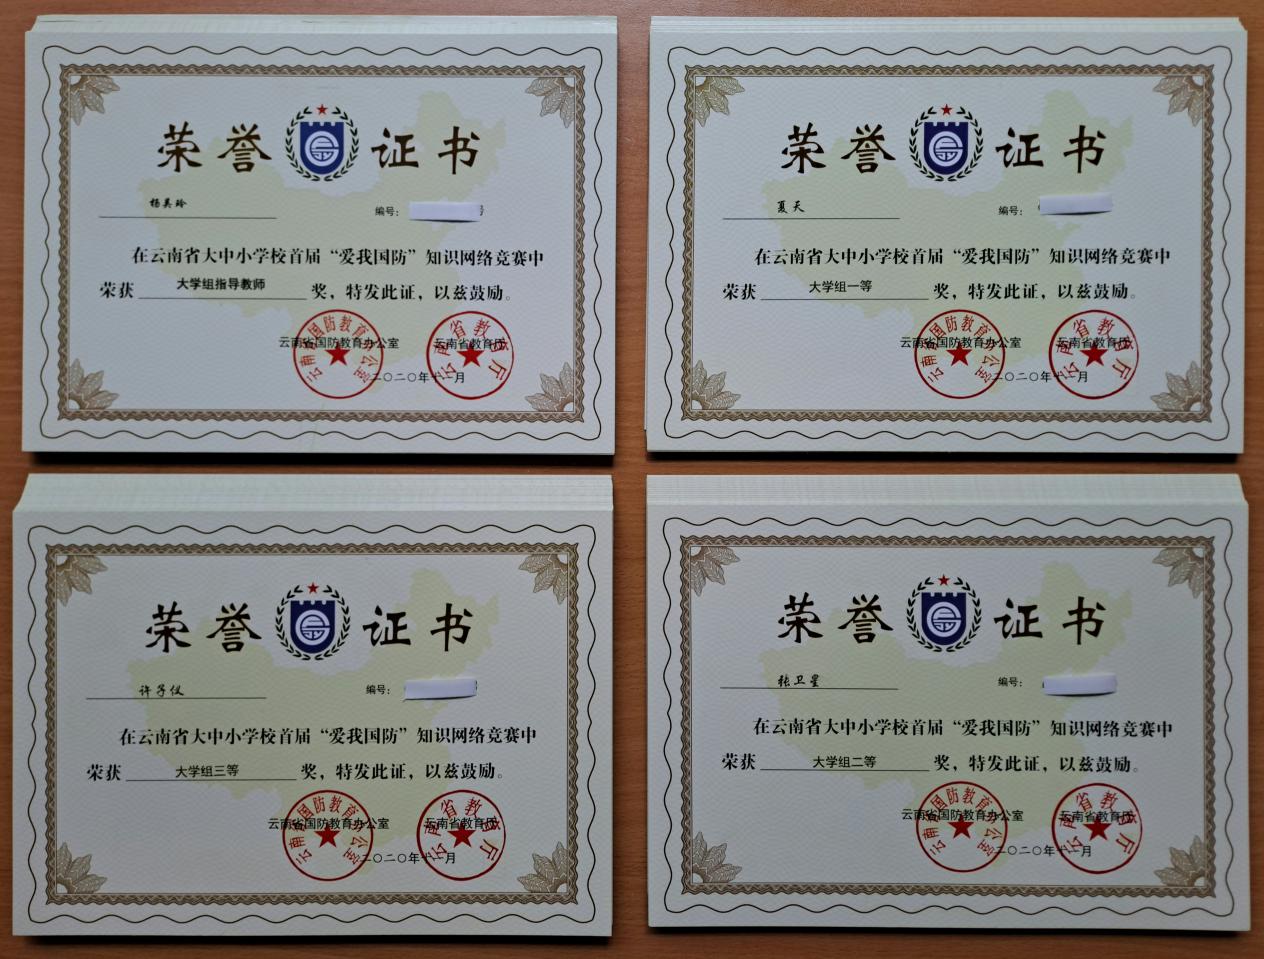 荣誉证书
杨美玲
编号：
在云南省大中小学校首届“爱我国防”知识网络竞赛中
荣获 大学组指导教师 奖，特发此证，以兹鼓励。
云南省国防教育办公室 云南省教育厅
二〇二〇年十一月
荣誉证书
夏天
编号：
在云南省大中小学校首届“爱我国防”知识网络竞赛中
荣获 大学组一等 奖，特发此证，以兹鼓励。
云南省国防教育办公室 云南省教育厅
二〇二〇年十一月
荣誉证书
许子仪
编号：
在云南省大中小学校首届“爱我国防”知识网络竞赛中
荣获 大学组三等 奖，特发此证，以兹鼓励。
云南省国防教育办公室 云南省教育厅
二〇二〇年十一月
荣誉证书
张卫星
编号：
在云南省大中小学校首届“爱我国防”知识网络竞赛中
荣获 大学组二等 奖，特发此证，以兹鼓励。
云南省国防教育办公室 云南省教育厅
二〇二〇年十一月